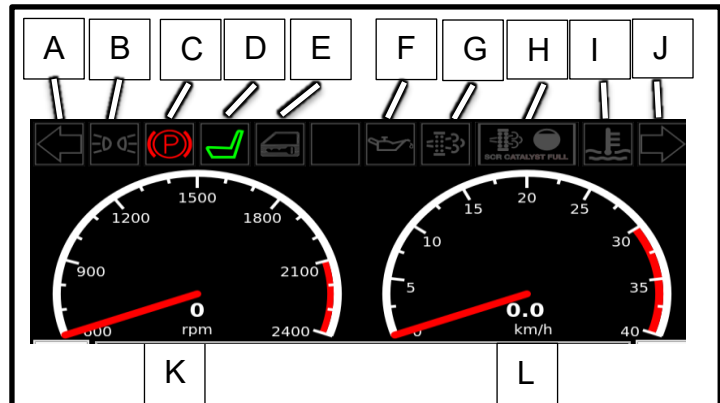 A B C D E F G H I J
P
SCR CATALYST FULL
1500 20
1200 1800 15 25
10 30
900 2100
5 35
0 0.0
600 2400 0 40
rpm km/h
K L